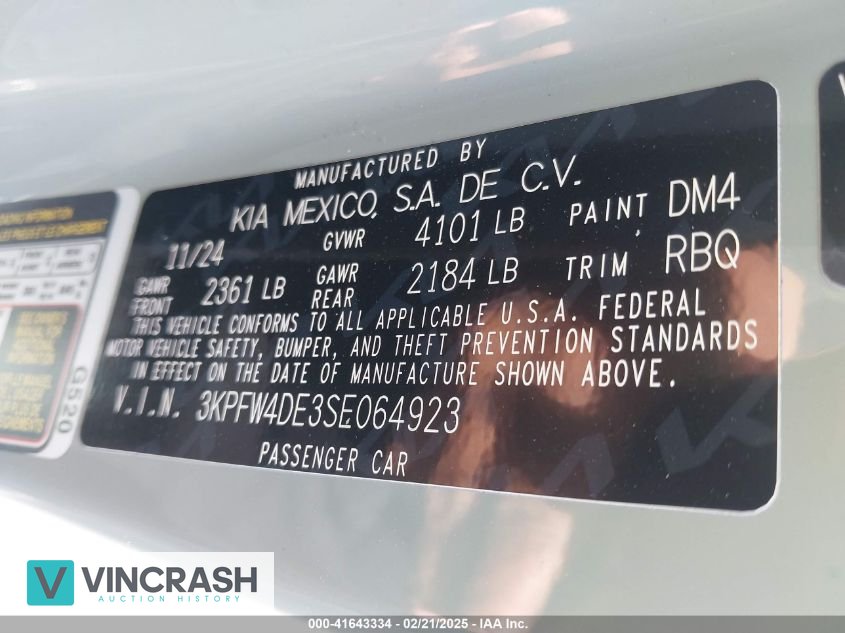 MANUFACTURED BY
KIA MEXICO, S.A. DE C.V.
11/24 GVWR 4101 LB PAINT DM4
GAWR FRONT 2361 LB GAWR REAR 2184 LB TRIM RBQ
THIS VEHICLE CONFORMS TO ALL APPLICABLE U.S.A. FEDERAL
MOTOR VEHICLE SAFETY, BUMPER, AND THEFT PREVENTION STANDARDS
IN EFFECT ON THE DATE OF MANUFACTURE SHOWN ABOVE.
V.I.N. 3KPFW4DE3SE064923
PASSENGER CAR
G520
VINCRASH
AUCTION HISTORY
000-41643334 - 02/21/2025 - IAA Inc.